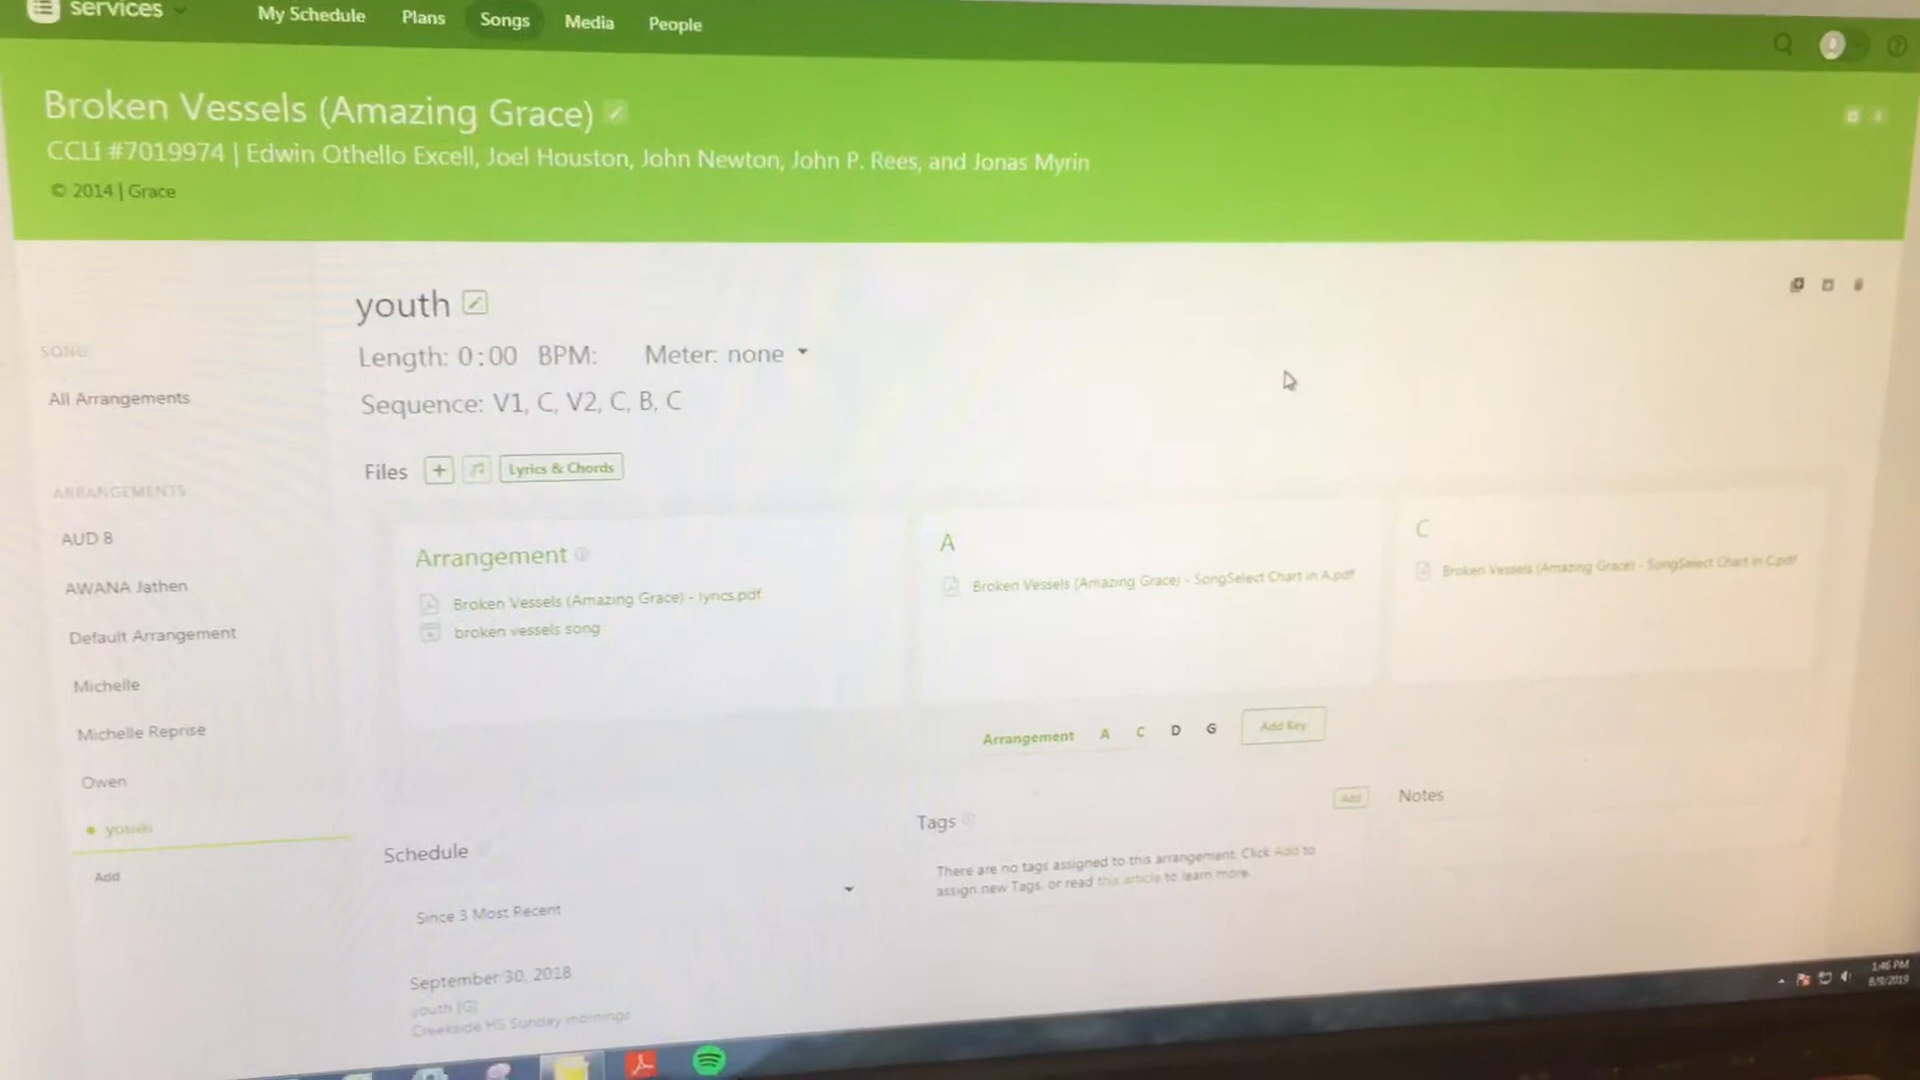 services
My Schedule
Plans
Songs
Media
People
Broken Vessels (Amazing Grace)
CCLI #7019974 | Edwin Othello Excell, Joel Houston, John Newton, John P. Rees, and Jonas Myrin
© 2014 | Grace
SONG
All Arrangements
ARRANGEMENTS
AUD 8
AWANA Jathen
Default Arrangement
Michelle
Michelle Reprise
Owen
youth
Add
youth
Length: 0:00 BPM: Meter: none
Sequence: V1, C, V2, C, B, C
Files + Lyrics & Chords
Arrangement
Broken Vessels (Amazing Grace) - lyrics.pdf
broken vessels song
A
Broken Vessels (Amazing Grace) - SongSelect Chart in A.pdf
C
Broken Vessels (Amazing Grace) - SongSelect Chart in C.pdf
Arrangement A C D G Add Key
Schedule
Since 3 Most Recent
September 30, 2018
youth [G]
Creekside HS Sunday mornings
Tags
Add
There are no tags assigned to this arrangement. Click Add to
assign new Tags, or read this article to learn more.
Notes
1:46 PM
8/9/2019